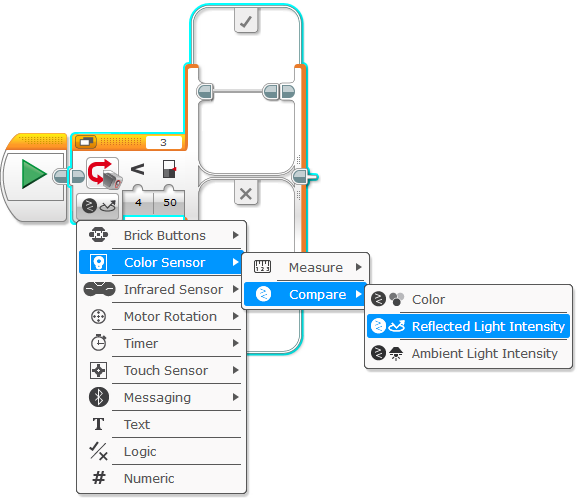 3
<
4 50
Brick Buttons
Color Sensor
Infrared Sensor
Motor Rotation
Timer
Touch Sensor
Messaging
T Text
Logic
# Numeric
Measure
Compare
Color
Reflected Light Intensity
Ambient Light Intensity